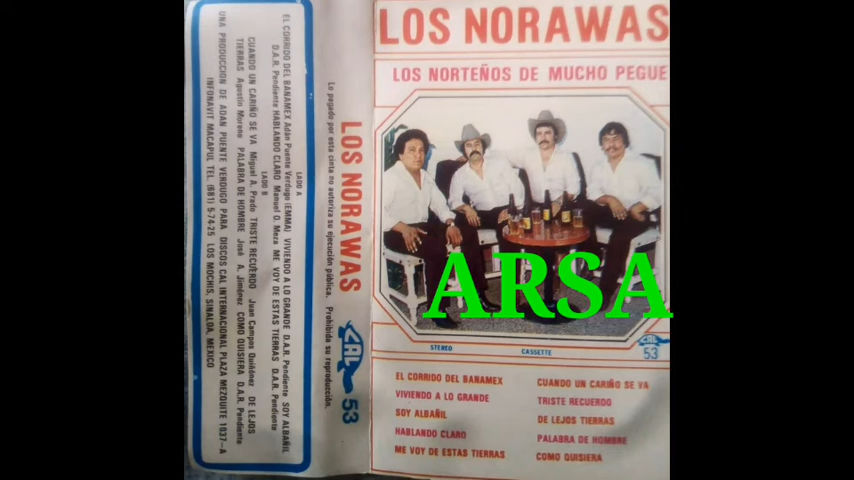 LOS NORAWAS
LOS NORTEÑOS DE MUCHO PEGUE
ARSA
STEREO
CASSETTE
CAL
53
EL CORRIDO DEL BANAMEX
VIVIENDO A LO GRANDE
SOY ALBAÑIL
HABLANDO CLARO
ME VOY DE ESTAS TIERRAS
CUANDO UN CARIÑO SE VA
TRISTE RECUERDO
DE LEJOS TIERRAS
PALABRA DE HOMBRE
COMO QUISIERA
LOS NORAWAS
CAL 53
Lo pagado por esta cinta no autoriza su ejecución pública. Prohibida su reproducción.
LADO A
EL CORRIDO DEL BANAMEX Adán Puente Verdugo (EMMA) VIVIENDO A LO GRANDE D.A.R. Pendiente SOY ALBAÑIL
D.A.R. Pendiente HABLANDO CLARO Manuel D. Meza ME VOY DE ESTAS TIERRAS D.A.R. Pendiente
LADO B
CUANDO UN CARIÑO SE VA Miguel A. Prado TRISTE RECUERDO Juan Campos Quiñónez DE LEJOS
TIERRAS Agustín Moreno PALABRA DE HOMBRE José A. Jiménez COMO QUISIERA D.A.R. Pendiente
UNA PRODUCCION DE ADAN PUENTE VERDUGO PARA DISCOS CAL INTERNACIONAL PLAZA MEZQUITE 1937-A
INFONAVIT MACAPUL TEL. (681) 5-74-25 LOS MOCHIS, SINALOA, MEXICO